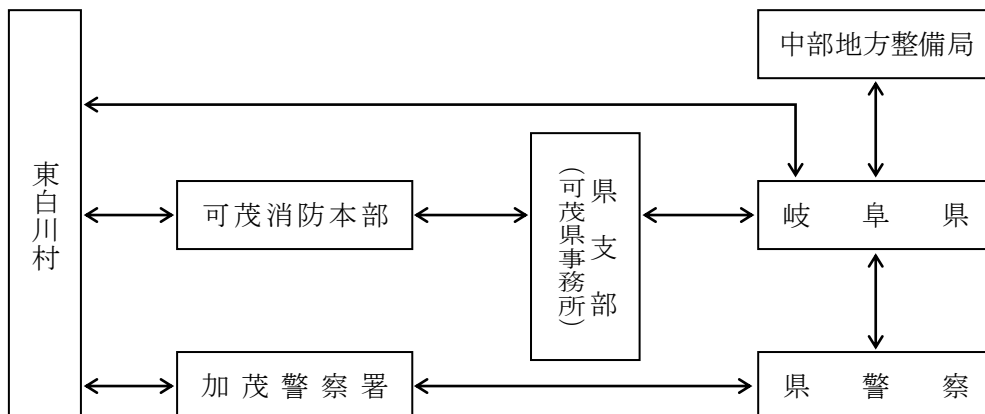 中部地方整備局
東白川村
可茂消防本部
県支部
(可茂県事務所)
岐阜県
加茂警察署
県警察